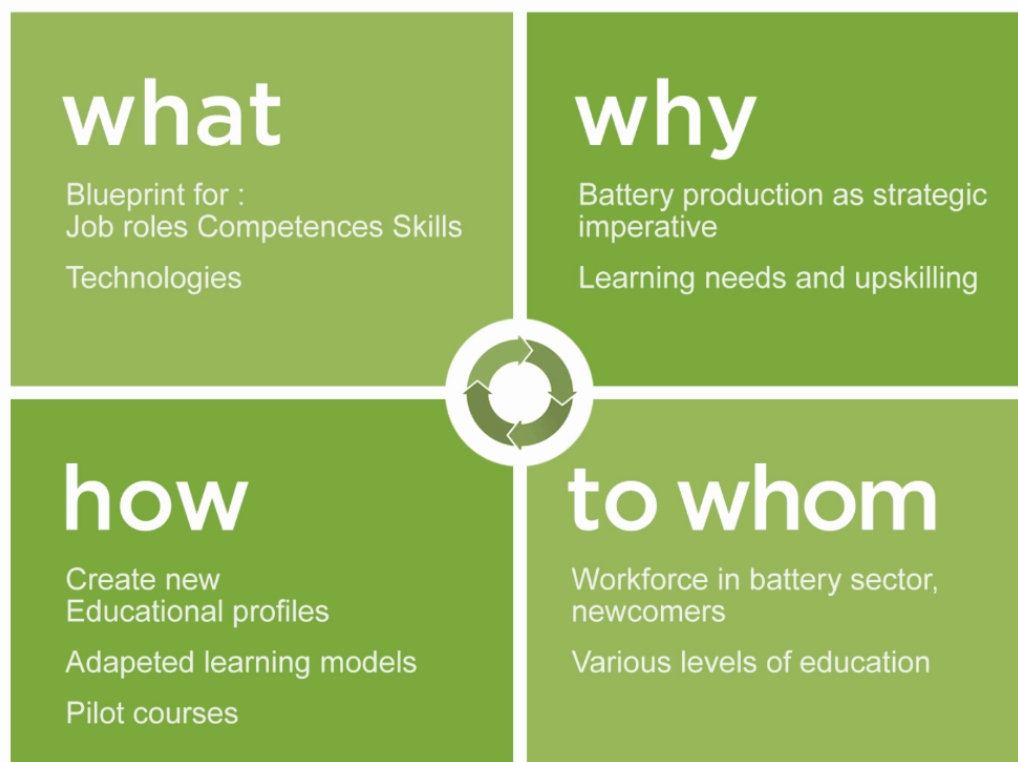 what
Blueprint for :
Job roles Competences Skills
Technologies
why
Battery production as strategic
imperative
Learning needs and upskilling
how
Create new
Educational profiles
Adapeted learning models
Pilot courses
to whom
Workforce in battery sector,
newcomers
Various levels of education